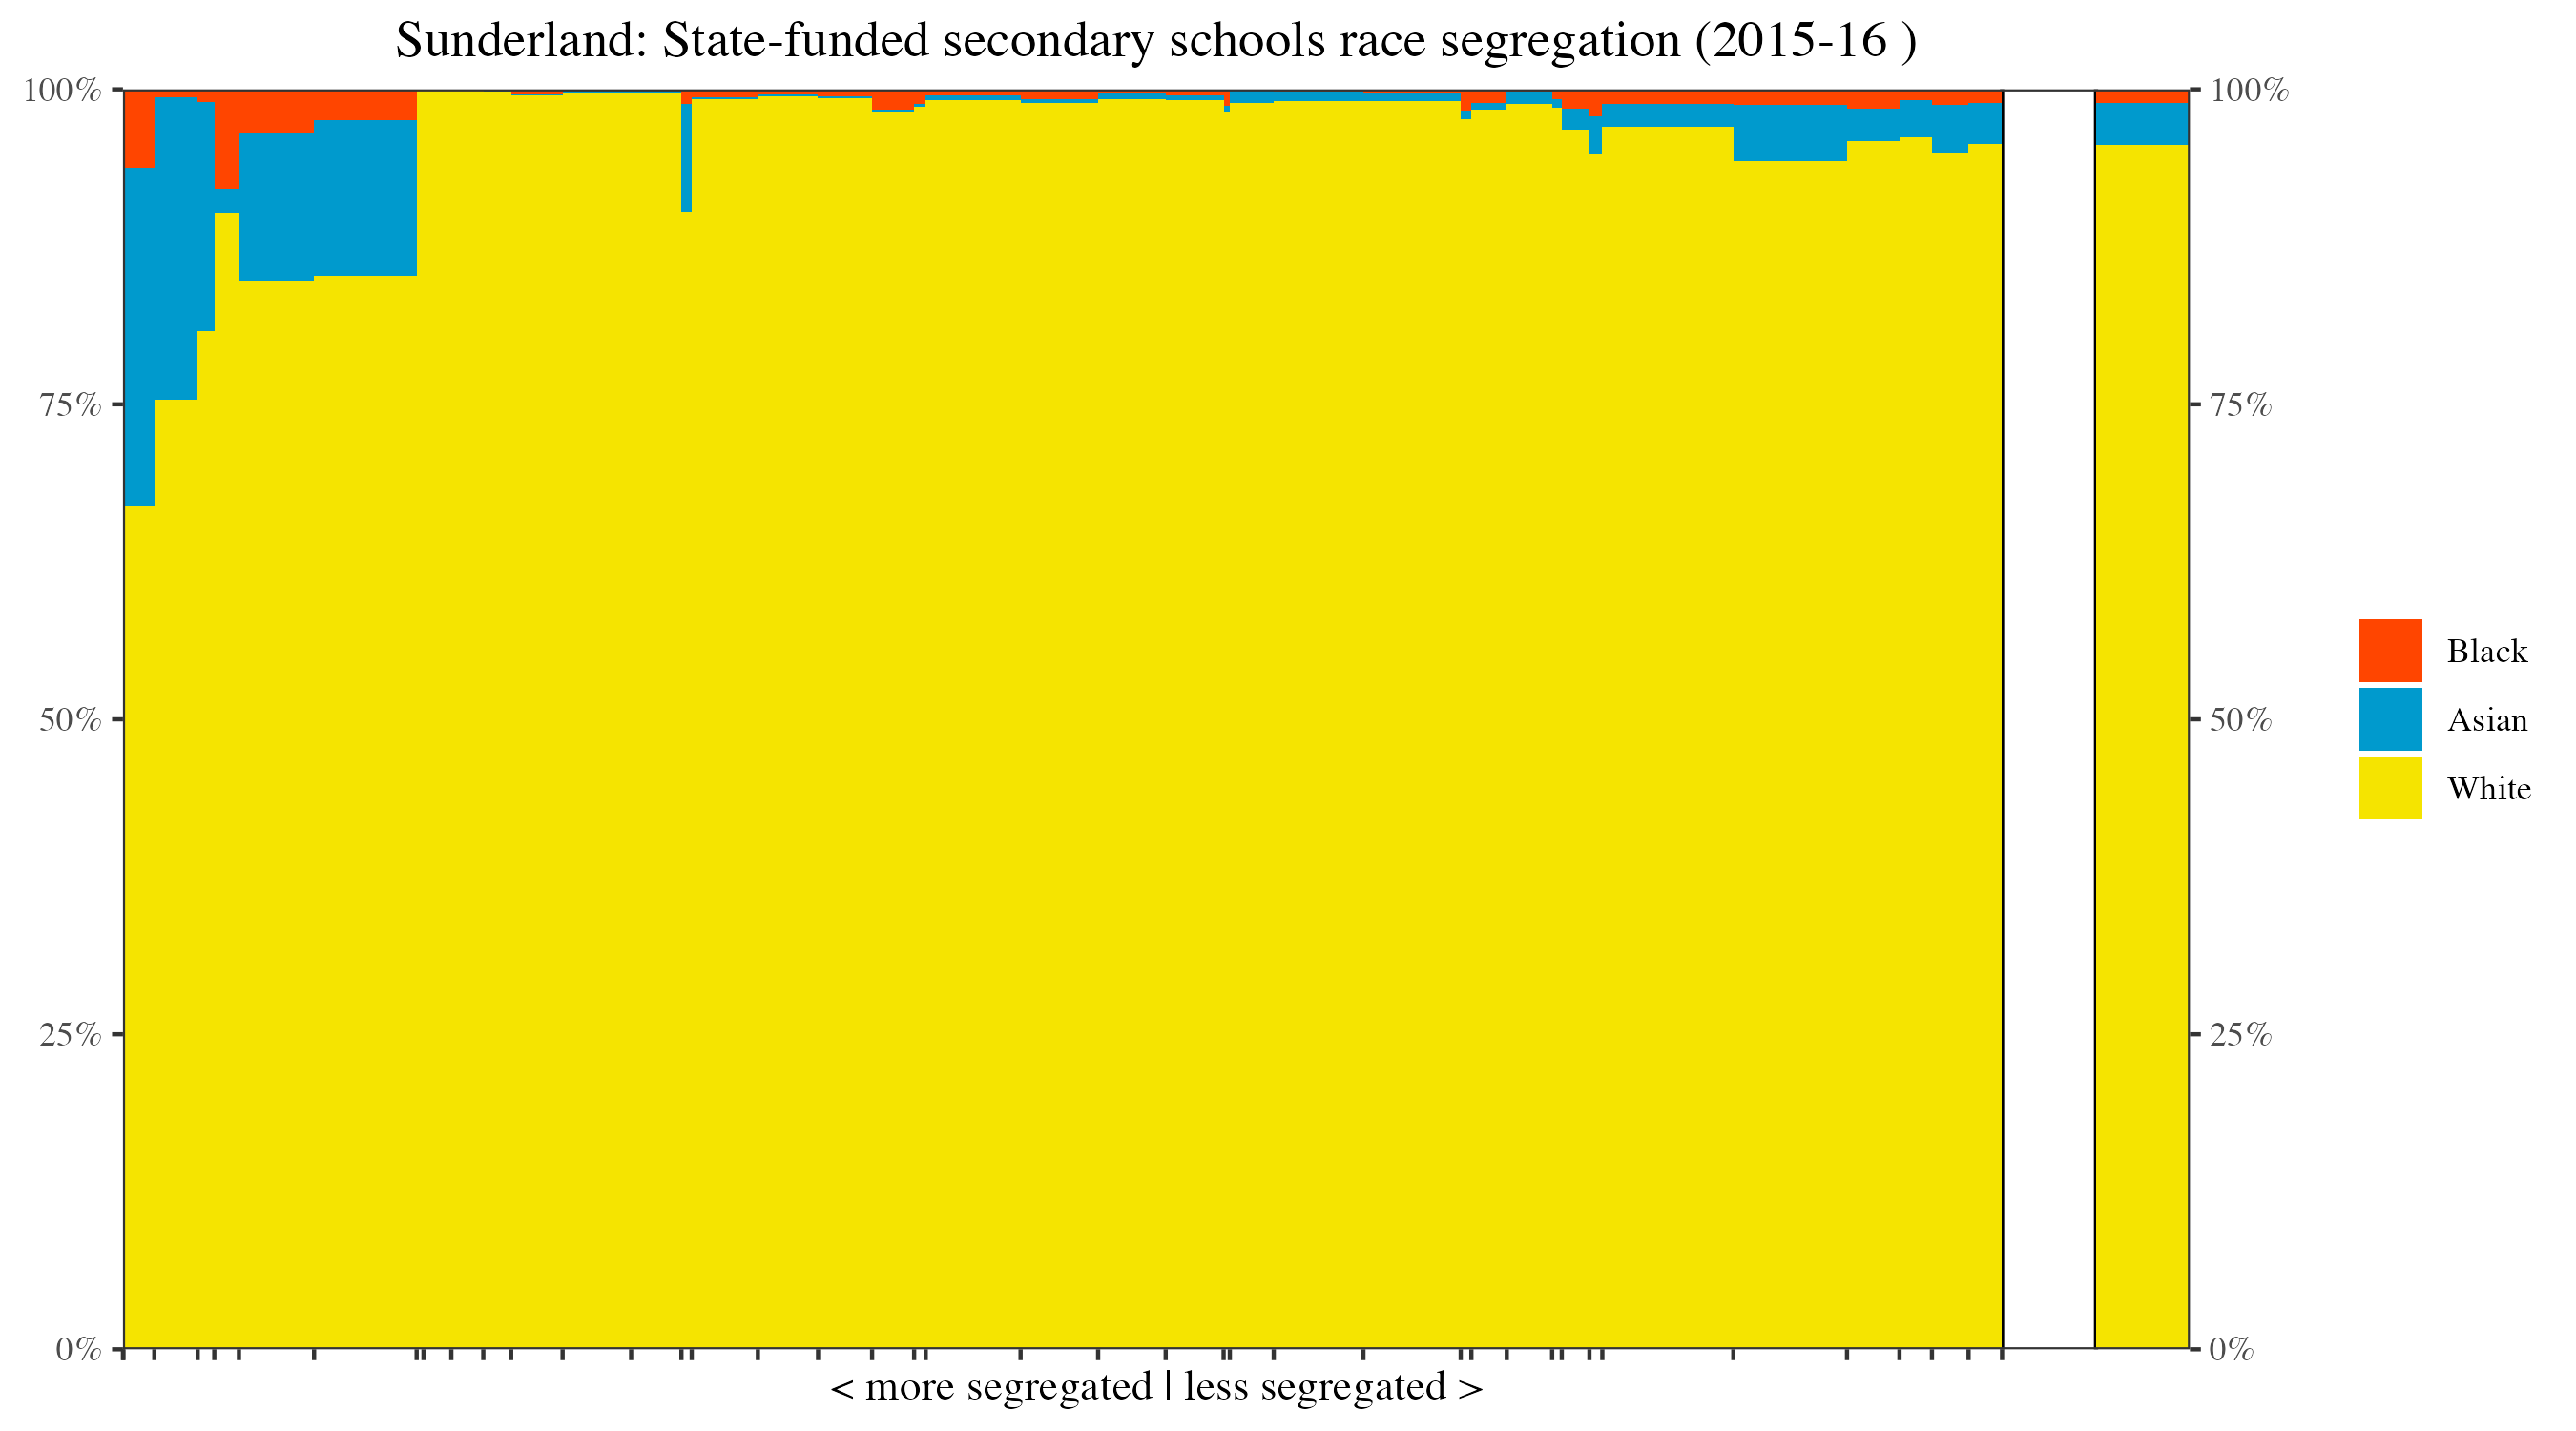 Sunderland: State-funded secondary schools race segregation (2015-16 )
100%
75%
50%
25%
0%
100%
75%
50%
25%
0%
Black
Asian
White
< more segregated | less segregated >